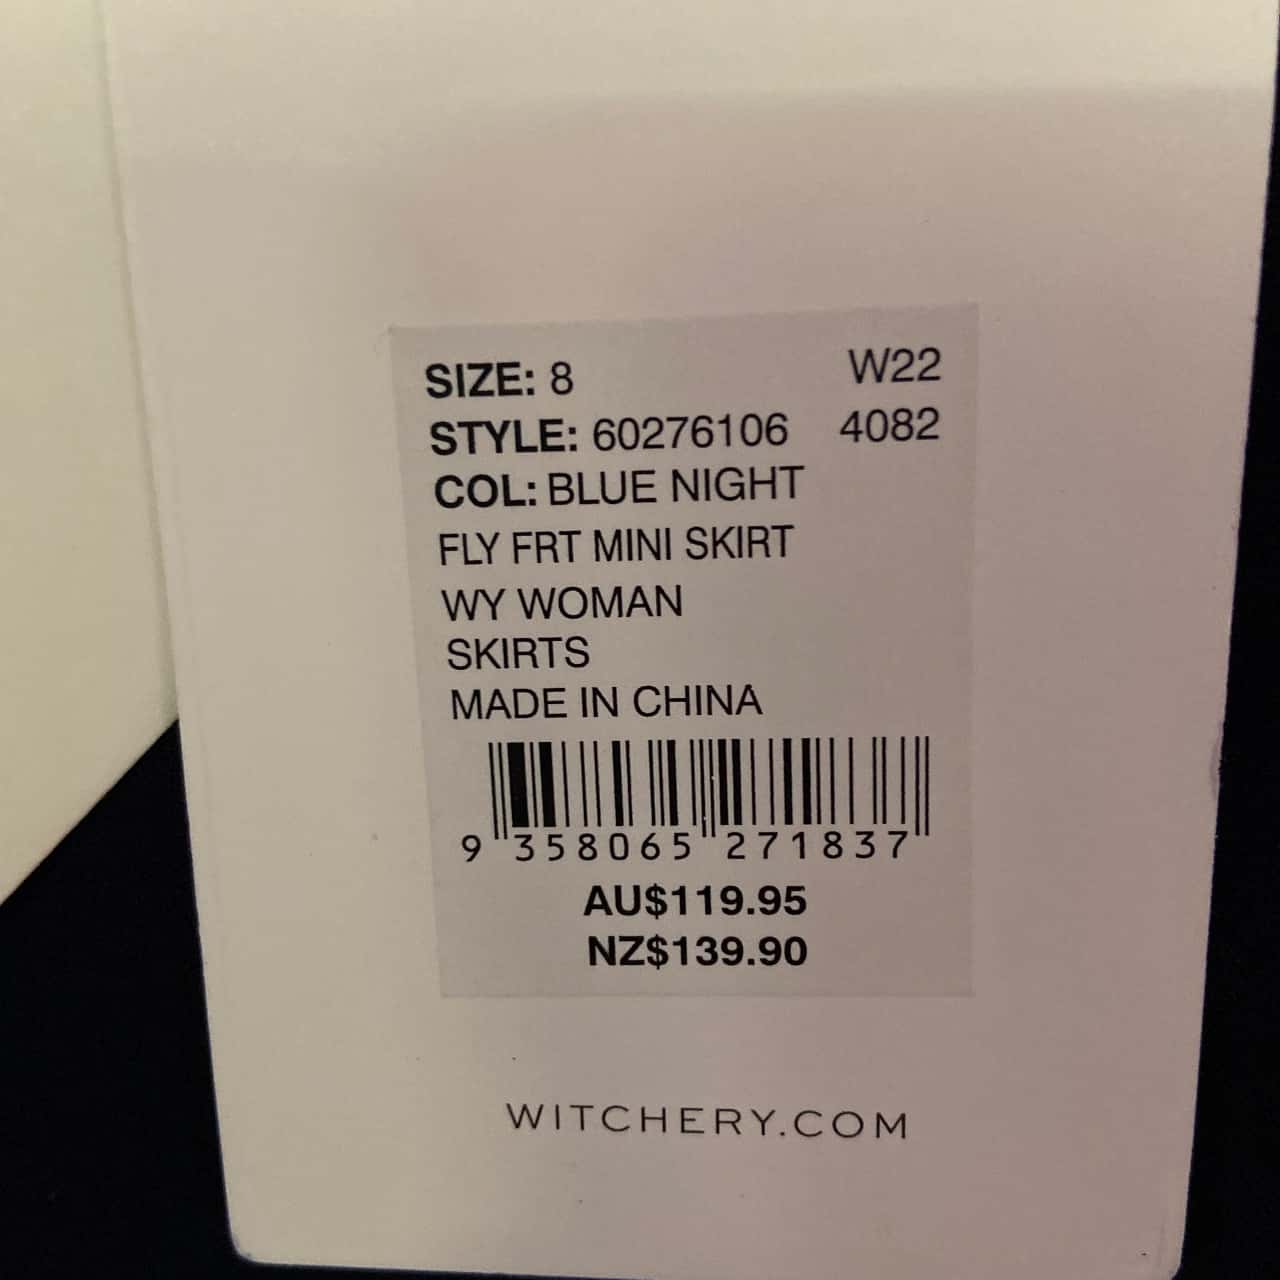 SIZE: 8 W22
STYLE: 60276106 4082
COL: BLUE NIGHT
FLY FRT MINI SKIRT
WY WOMAN
SKIRTS
MADE IN CHINA
9 358065 271837
AU$119.95
NZ$139.90
WITCHERY.COM